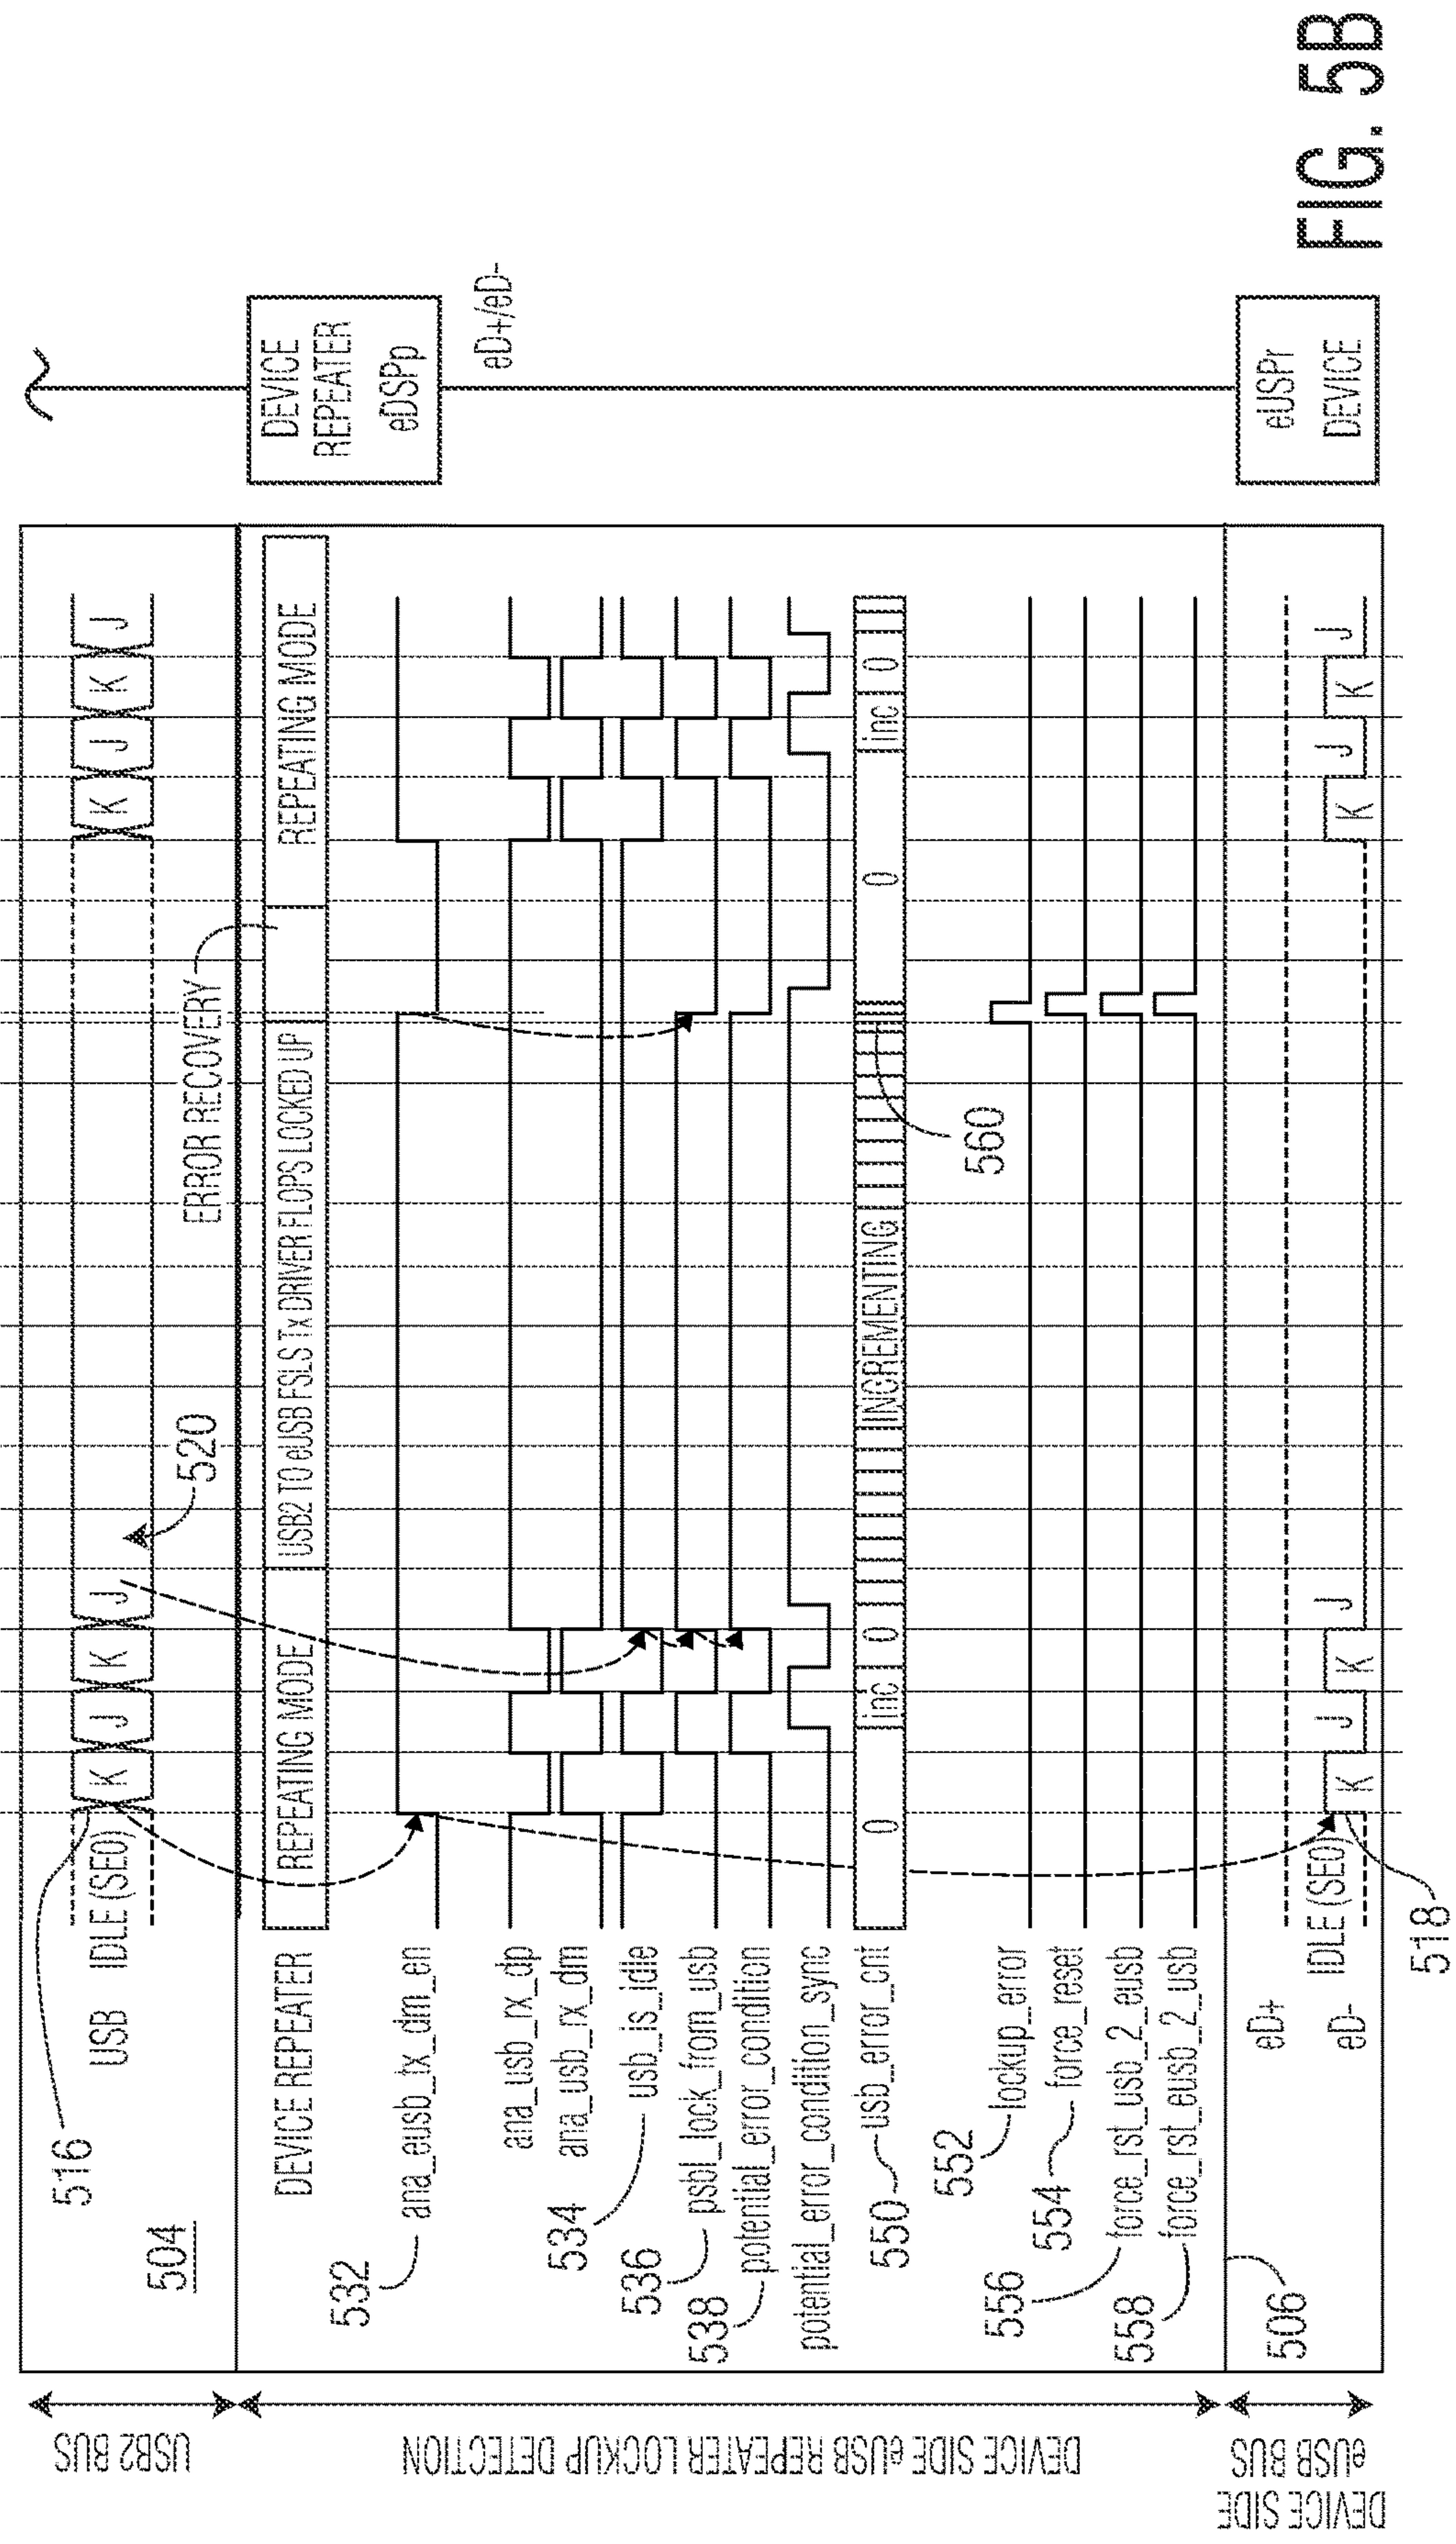 USB2 BUS
504
516
USB
IDLE (SE0)
K
J
K
J
520
K
J
K
J
ERROR RECOVERY
DEVICE SIDE eUSB REPEATER LOCKUP DETECTION
DEVICE REPEATER
REPEATING MODE
USB2 TO eUSB FSLS Tx DRIVER FLOPS LOCKED UP
REPEATING MODE
532
ana_eusb_tx_dm_en
ana_usb_rx_dp
ana_usb_rx_dm
534
usb_is_idle
536
psbl_lock_from_usb
538
potential_error_condition
potential_error_condition_sync
550
usb_error_cnt
0
inc
0
INCREMENTING
0
inc
0
560
552
lockup_error
554
force_reset
556
force_rst_usb_2_eusb
558
force_rst_eusb_2_usb
506
DEVICE SIDE
eUSB BUS
eD+
eD-
IDLE (SE0)
K
J
K
J
K
J
K
J
518
DEVICE
REPEATER
eDSPp
eD+/eD-
eUSPr
DEVICE
FIG. 5B